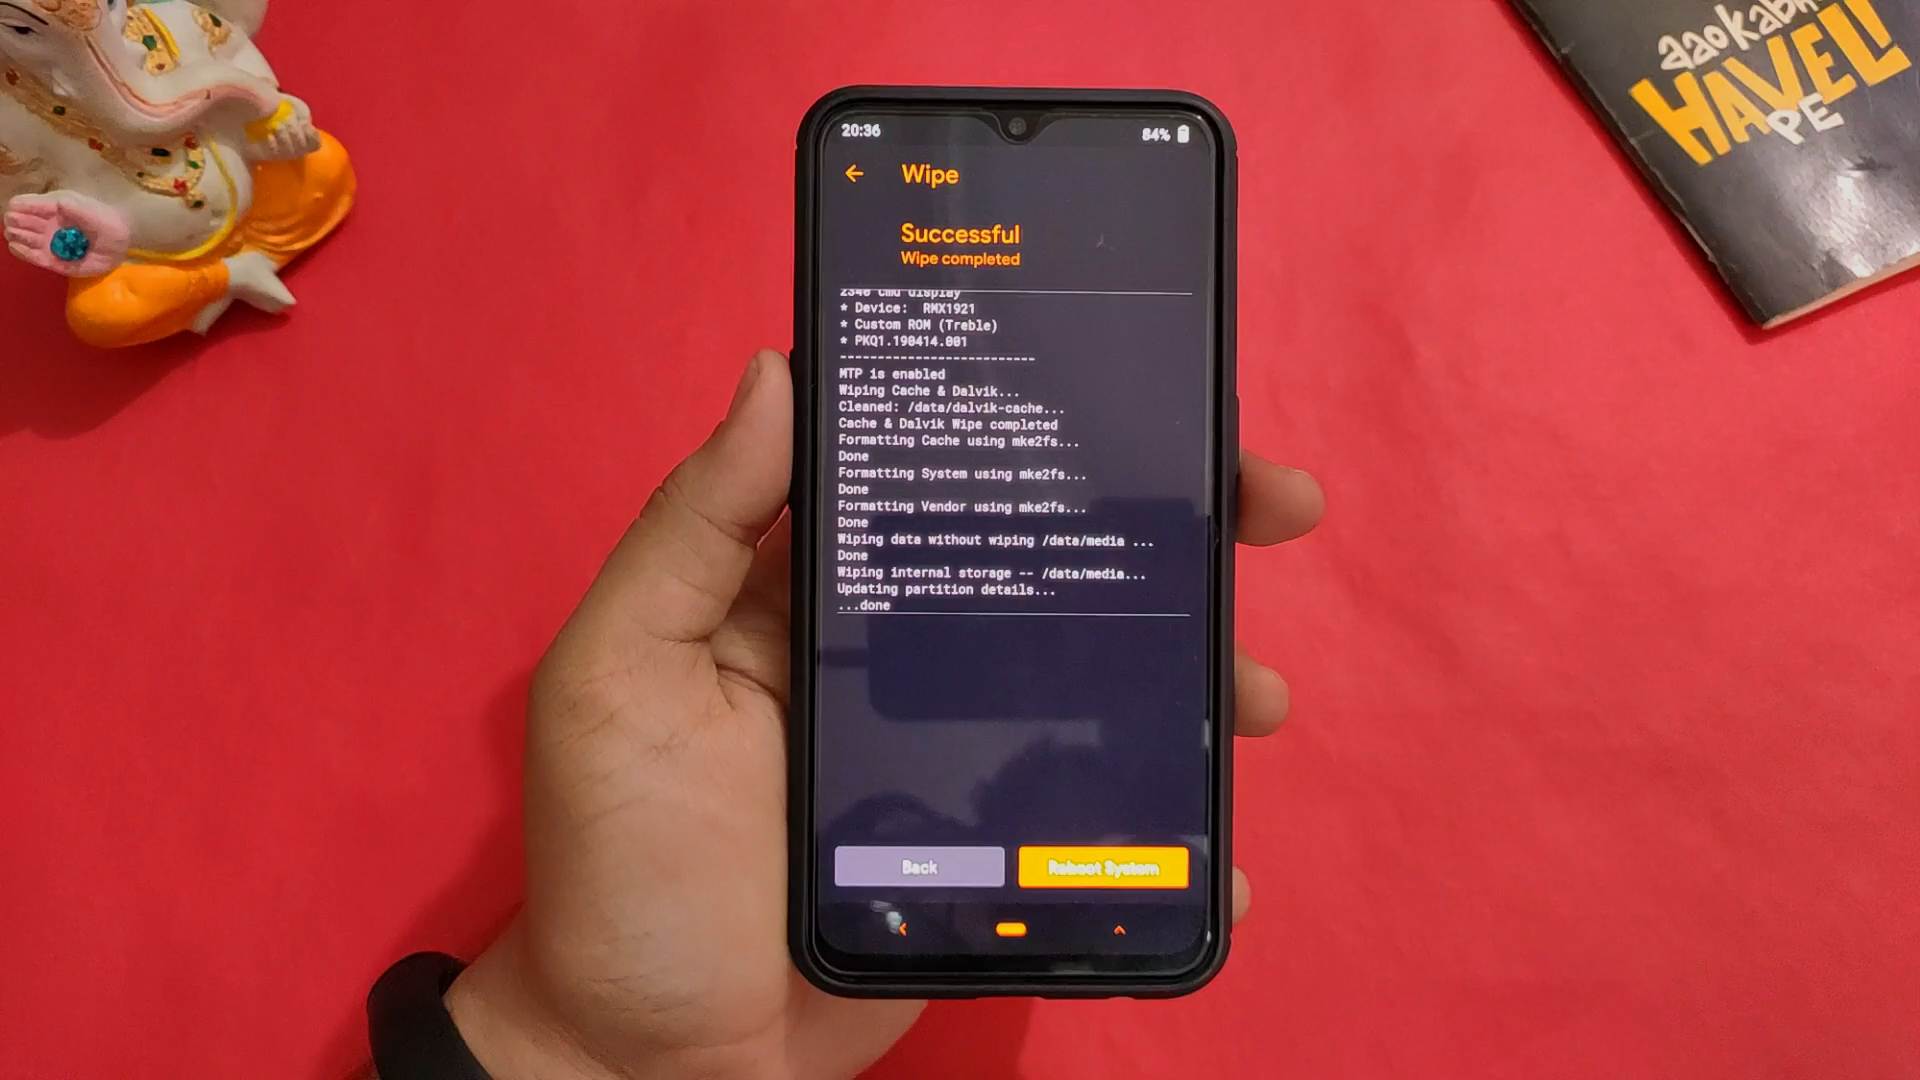 20:36
84%
Wipe
Successful
Wipe completed
2340 cmd display
* Device: RMX1921
* Custom ROM (Treble)
* PKQ1.190414.001
--------------------------
MTP is enabled
Wiping Cache & Dalvik...
Cleaned: /data/dalvik-cache...
Cache & Dalvik Wipe completed
Formatting Cache using mke2fs...
Done
Formatting System using mke2fs...
Done
Formatting Vendor using mke2fs...
Done
Wiping data without wiping /data/media ...
Done
Wiping internal storage -- /data/media...
Updating partition details...
...done
Back
Reboot System
HAVELI
PE